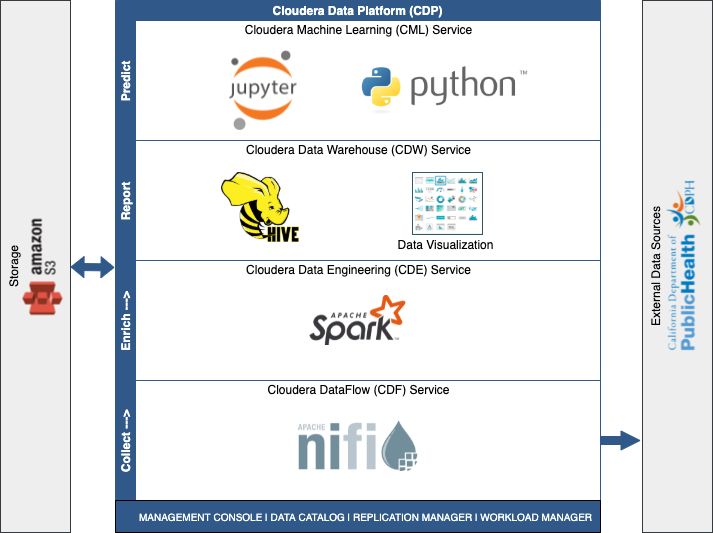 Cloudera Data Platform (CDP)
Predict
Cloudera Machine Learning (CML) Service
jupyter
python™
Report
Cloudera Data Warehouse (CDW) Service
HIVE
Data Visualization
Enrich --->
Cloudera Data Engineering (CDE) Service
APACHE
Spark™
Collect --->
Cloudera DataFlow (CDF) Service
APACHE
nifi
MANAGEMENT CONSOLE I DATA CATALOG I REPLICATION MANAGER I WORKLOAD MANAGER
Storage
amazon
S3
External Data Sources
California Department of
PublicHealth
CDPH